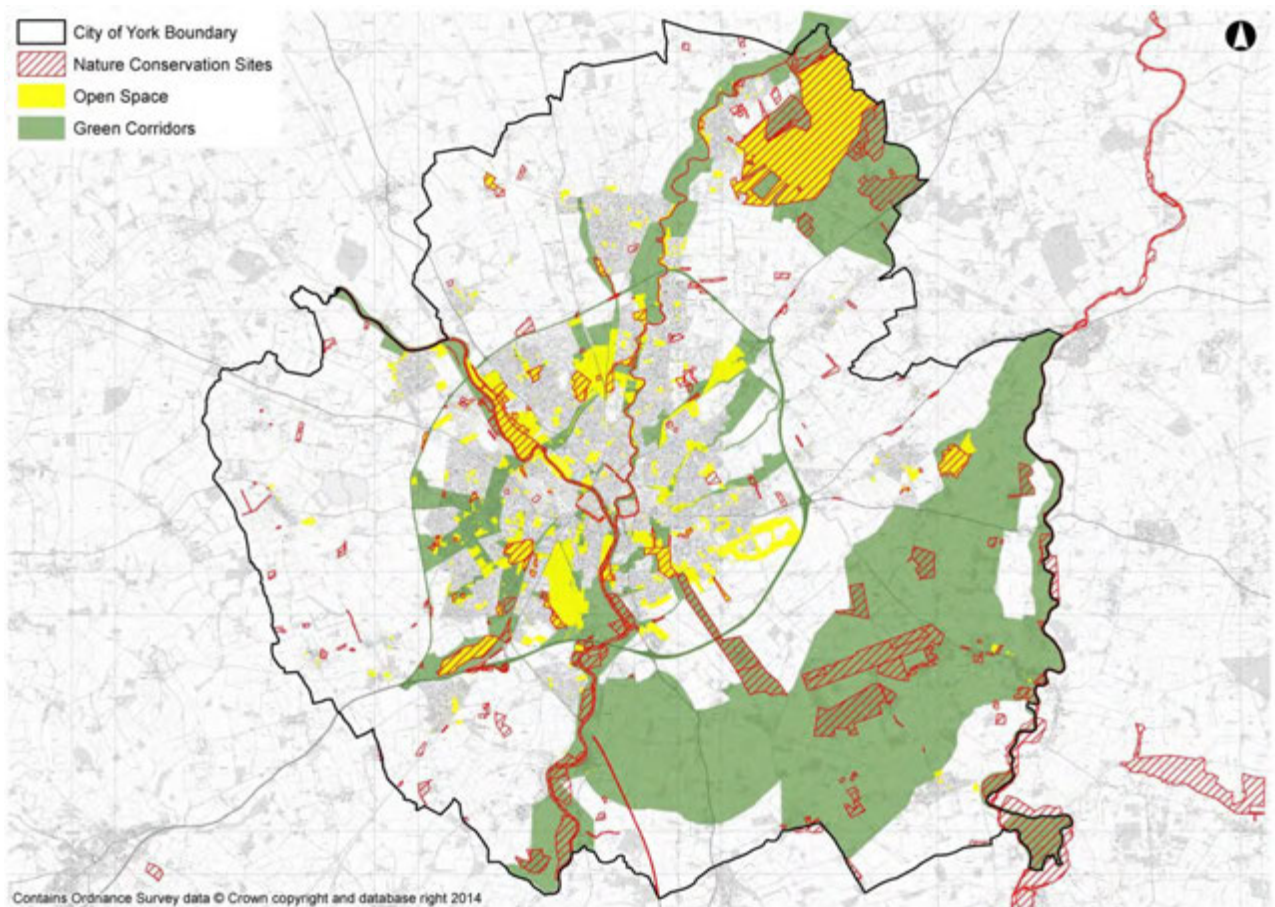 City of York Boundary
Nature Conservation Sites
Open Space
Green Corridors
Contains Ordnance Survey data © Crown copyright and database right 2014